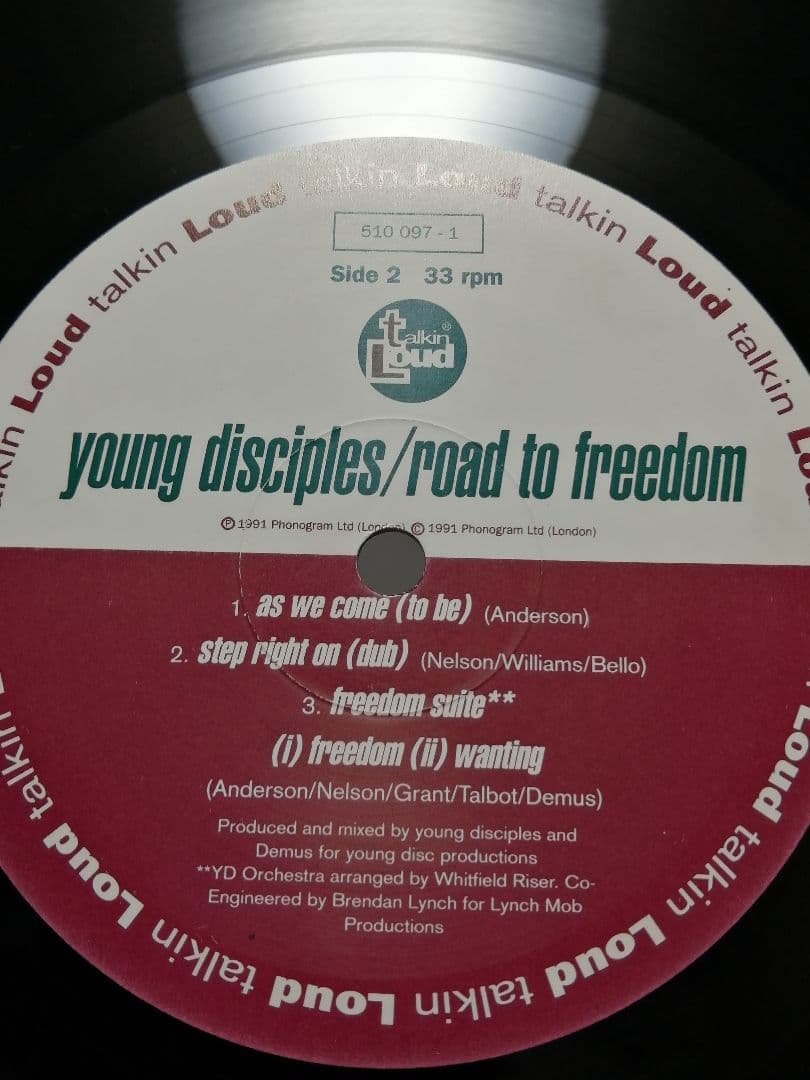 talkin Loud talkin Loud talkin Loud talkin Loud talkin Loud talkin Loud talkin Loud talkin Loud talkin
510 097 - 1
Side 2 33 rpm
talkin Loud ®
young disciples/road to freedom
℗ 1991 Phonogram Ltd (London) © 1991 Phonogram Ltd (London)
1. as we come (to be) (Anderson)
2. step right on (dub) (Nelson/Williams/Bello)
3. freedom suite**
(i) freedom (ii) wanting
(Anderson/Nelson/Grant/Talbot/Demus)
Produced and mixed by young disciples and
Demus for young disc productions
**YD Orchestra arranged by Whitfield Riser. Co-
Engineered by Brendan Lynch for Lynch Mob
Productions